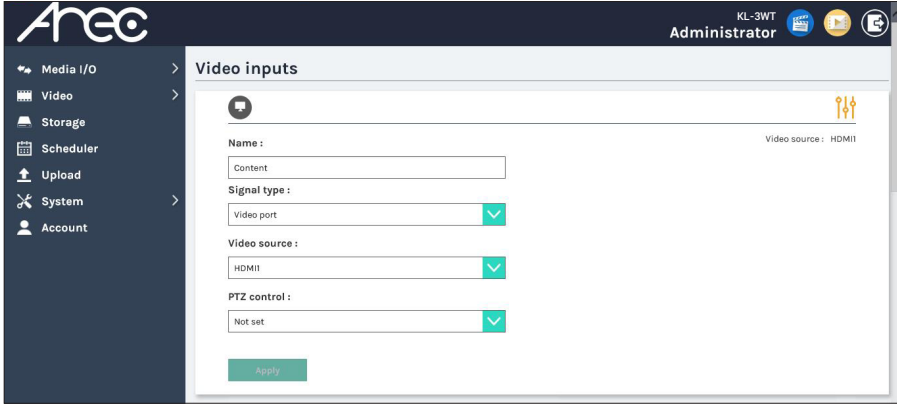 Arec
KL-3WT
Administrator
Media I/O
Video
Storage
Scheduler
Upload
System
Account
Video inputs
Name :
Content
Signal type :
Video port
Video source :
HDMI1
PTZ control :
Not set
Apply
Video source : HDMI1